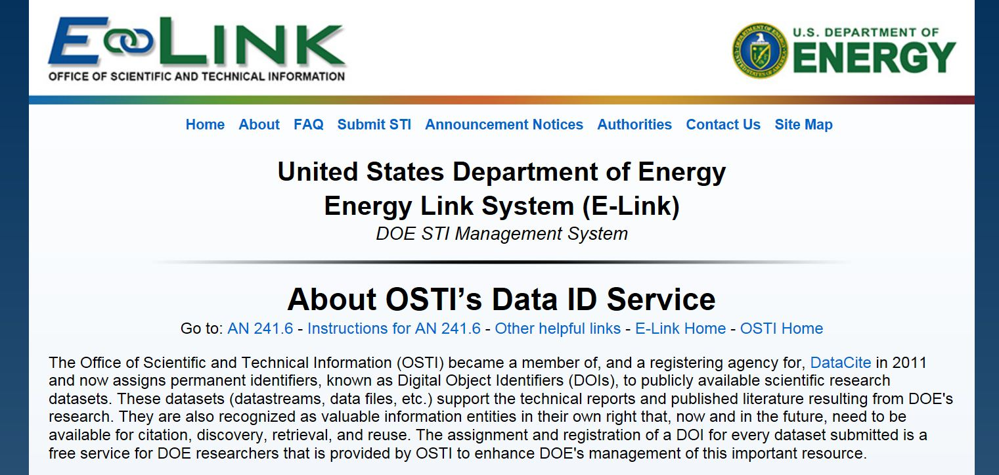 E LINK
OFFICE OF SCIENTIFIC AND TECHNICAL INFORMATION
U.S. DEPARTMENT OF
ENERGY
Home About FAQ Submit STI Announcement Notices Authorities Contact Us Site Map
United States Department of Energy
Energy Link System (E-Link)
DOE STI Management System
About OSTI’s Data ID Service
Go to: AN 241.6 - Instructions for AN 241.6 - Other helpful links - E-Link Home - OSTI Home
The Office of Scientific and Technical Information (OSTI) became a member of, and a registering agency for, DataCite in 2011
and now assigns permanent identifiers, known as Digital Object Identifiers (DOIs), to publicly available scientific research
datasets. These datasets (datastreams, data files, etc.) support the technical reports and published literature resulting from DOE's
research. They are also recognized as valuable information entities in their own right that, now and in the future, need to be
available for citation, discovery, retrieval, and reuse. The assignment and registration of a DOI for every dataset submitted is a
free service for DOE researchers that is provided by OSTI to enhance DOE's management of this important resource.